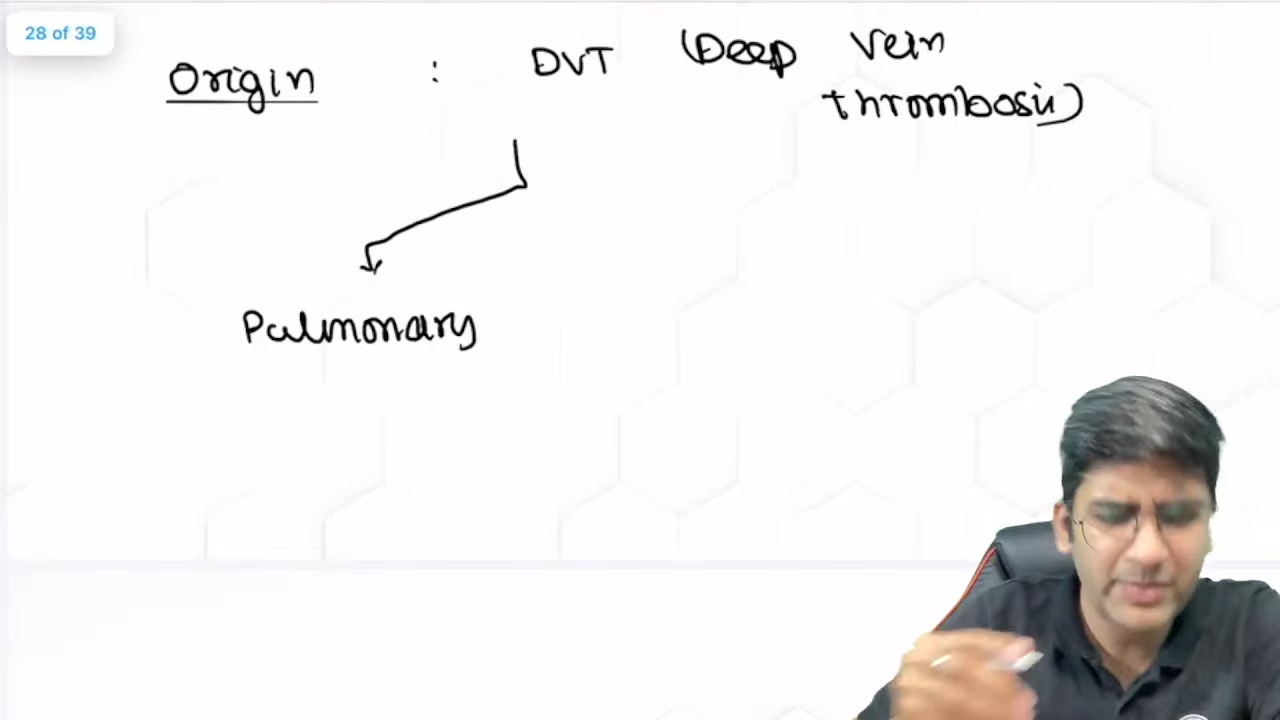 28 of 39
Origin : DVT (Deep Vein
thrombosis)
Pulmonary